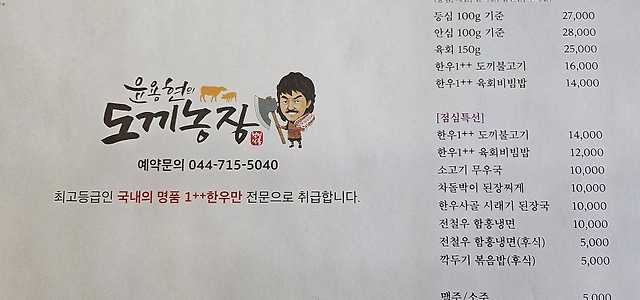 윤용현의
도끼농장
예약문의 044-715-5040
최고등급인 국내의 명품 1++한우만 전문으로 취급합니다.
등심 100g 기준 27,000
안심 100g 기준 28,000
육회 150g 25,000
한우1++ 도끼불고기 16,000
한우1++ 육회비빔밥 14,000
[점심특선]
한우1++ 도끼불고기 14,000
한우1++ 육회비빔밥 12,000
소고기 무우국 10,000
차돌박이 된장찌게 10,000
한우사골 시래기 된장국 10,000
전철우 함흥냉면 10,000
전철우 함흥냉면(후식) 5,000
깍두기 볶음밥(후식) 5,000
맥주/소주 5,000